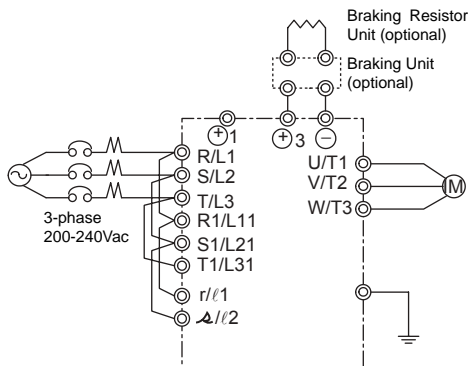 Braking Resistor
Unit (optional)
Braking Unit
(optional)
+1
+3
−
R/L1
S/L2
T/L3
R1/L11
S1/L21
T1/L31
r/ℓ1
s/ℓ2
U/T1
V/T2
W/T3
M
3-phase
200-240Vac